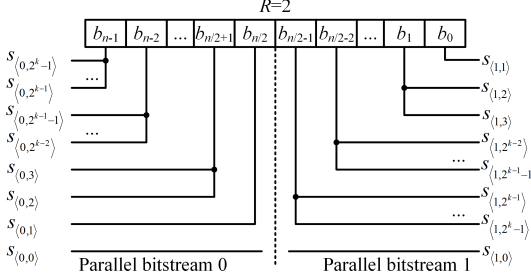 R=2
b_{n-1} b_{n-2} ... b_{n/2+1} b_{n/2} b_{n/2-1} b_{n/2-2} ... b_1 b_0
s_{⟨0,2^k−1⟩}
...
s_{⟨0,2^{k-1}⟩}
s_{⟨0,2^{k-1}−1⟩}
...
s_{⟨0,2^{k-2}⟩}
s_{⟨0,3⟩}
s_{⟨0,2⟩}
s_{⟨0,1⟩}
s_{⟨0,0⟩}
Parallel bitstream 0
s_{⟨1,1⟩}
s_{⟨1,2⟩}
s_{⟨1,3⟩}
s_{⟨1,2^{k-2}⟩}
...
s_{⟨1,2^{k-1}−1⟩}
s_{⟨1,2^{k-1}⟩}
...
s_{⟨1,2^k−1⟩}
s_{⟨1,0⟩}
Parallel bitstream 1